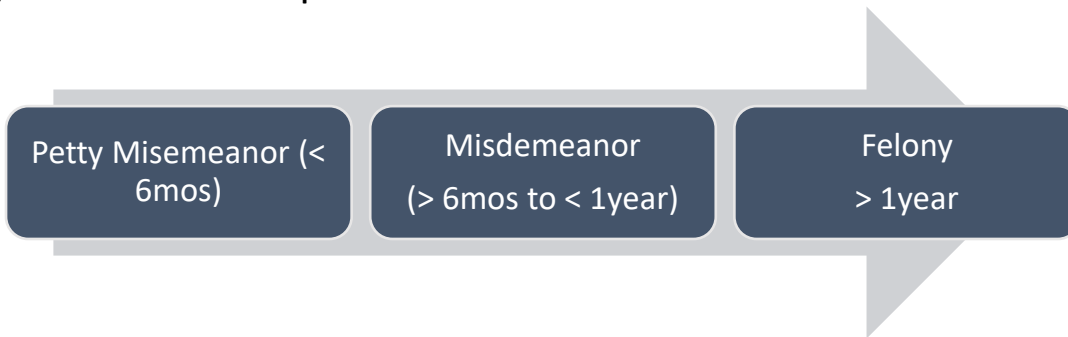 Petty Misemeanor (<
6mos)
Misdemeanor
(> 6mos to < 1year)
Felony
> 1year